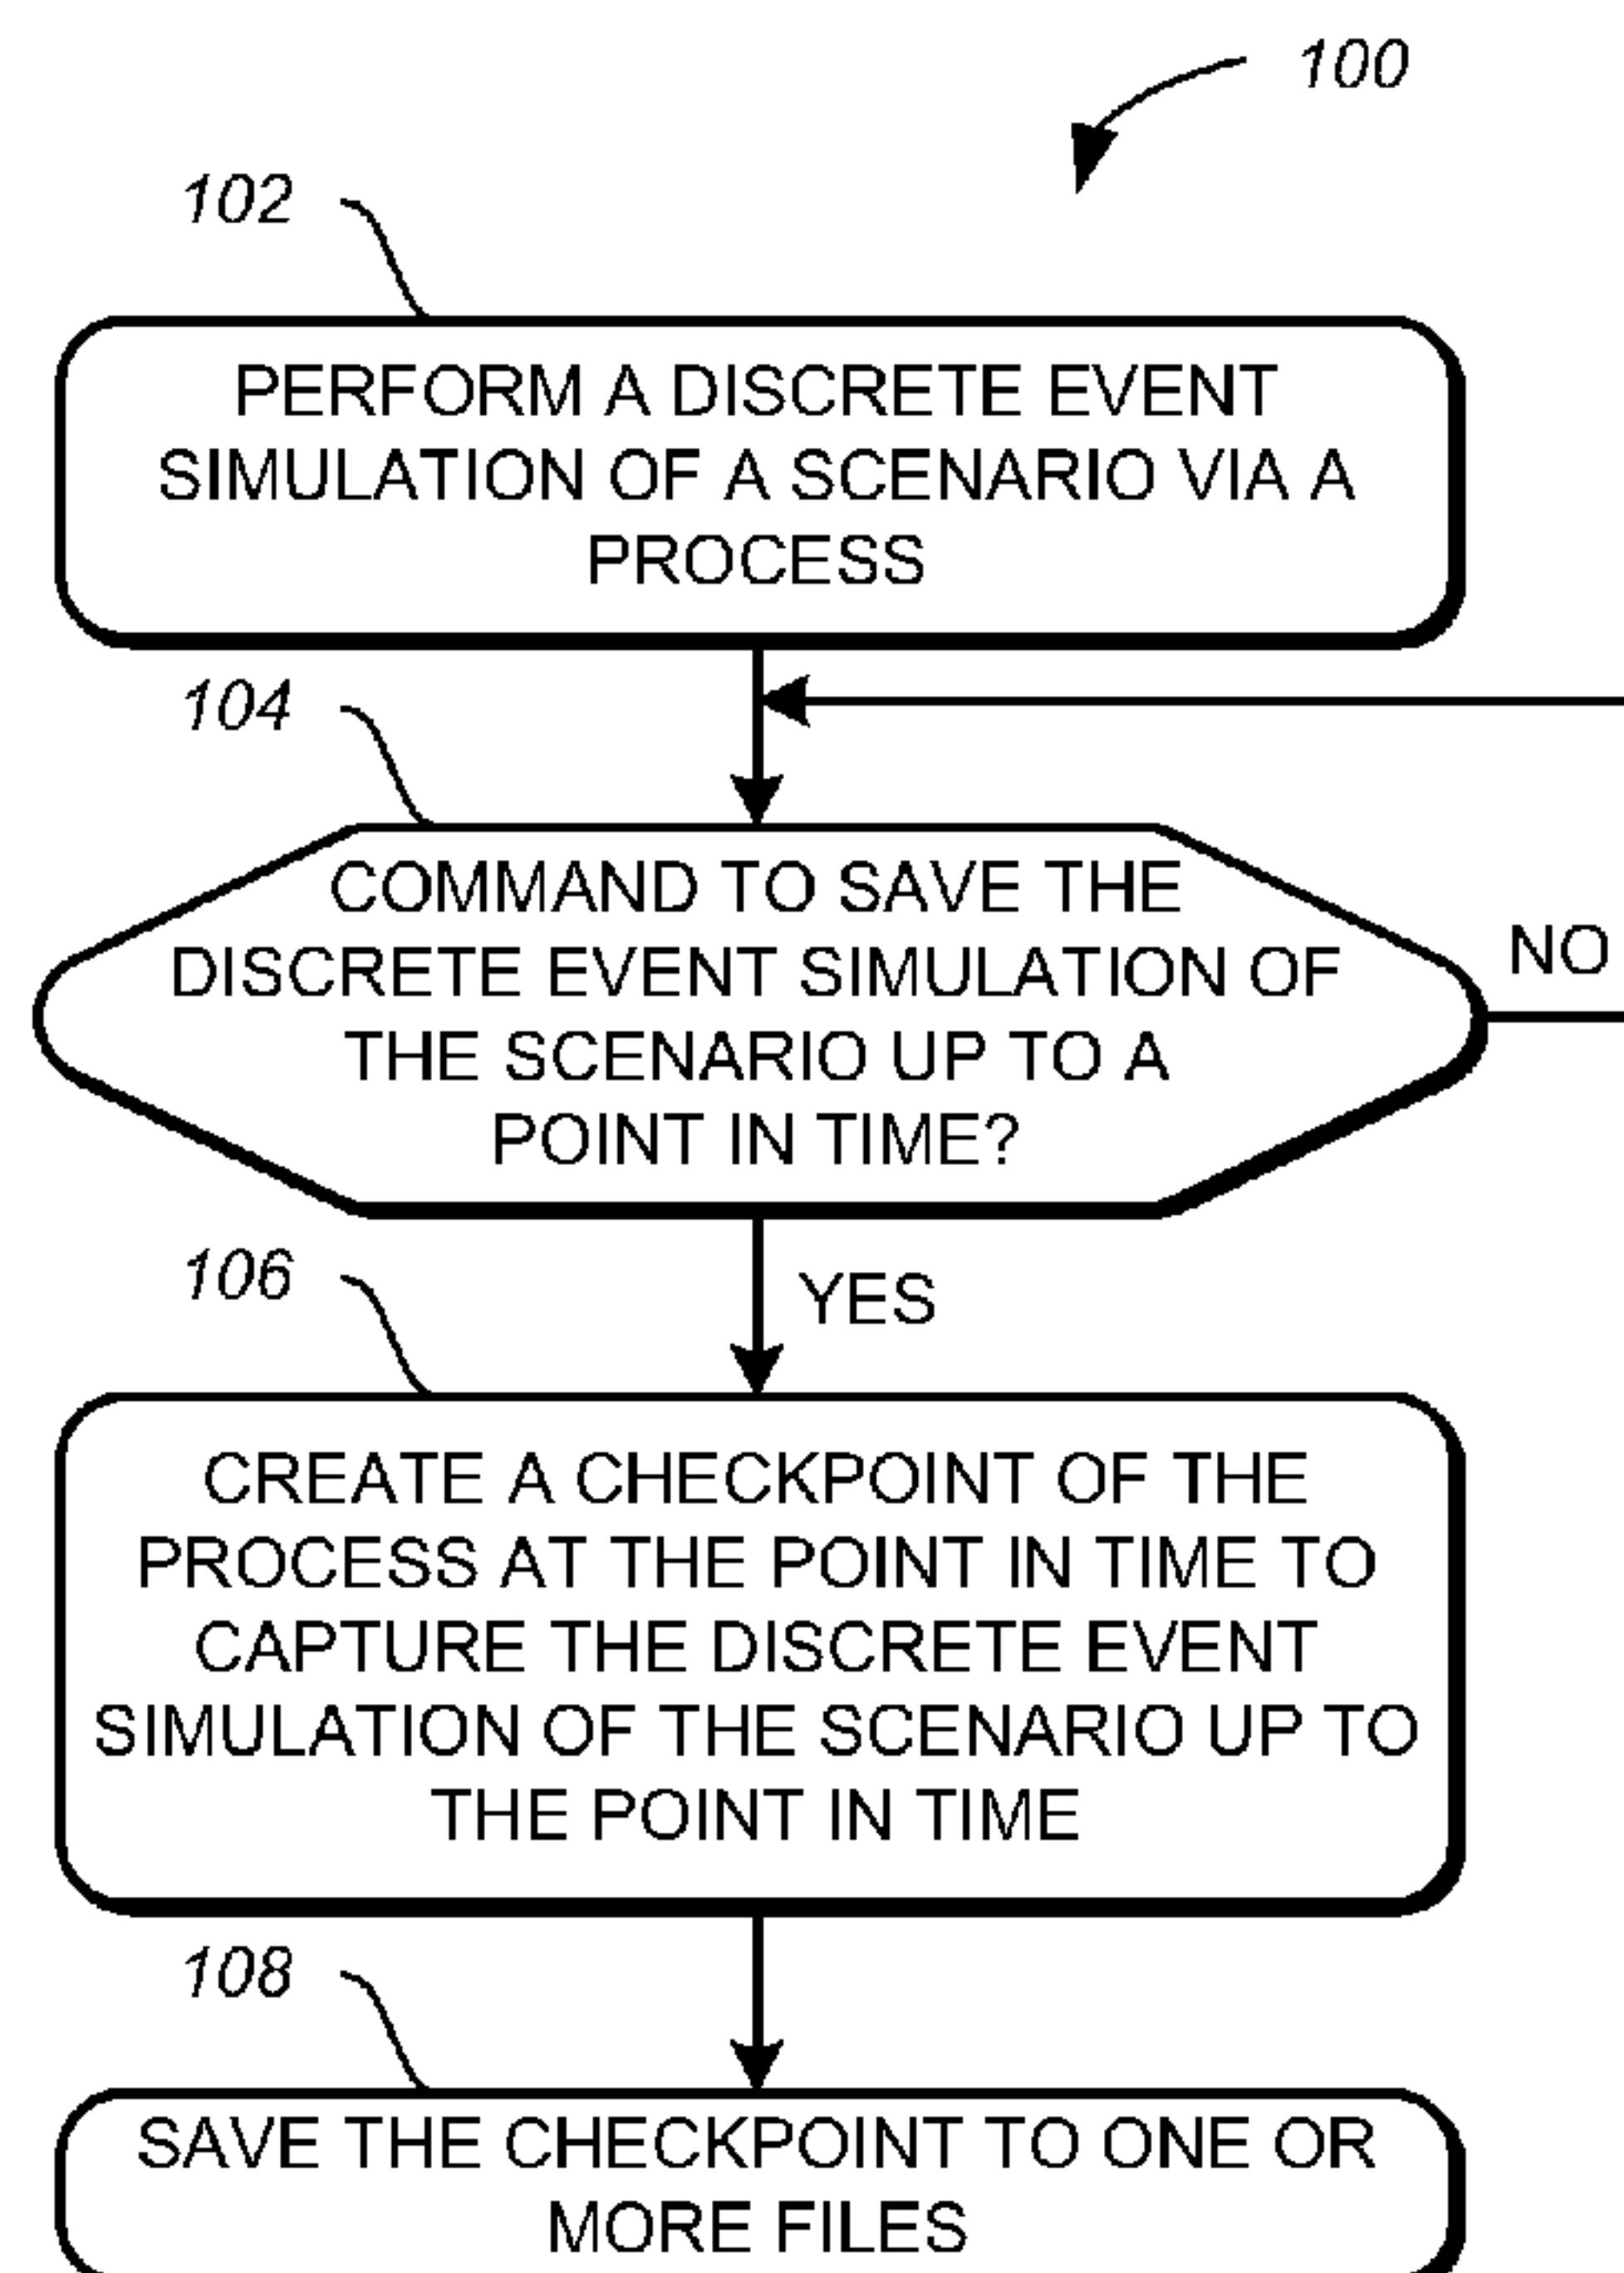 100
102
PERFORM A DISCRETE EVENT
SIMULATION OF A SCENARIO VIA A
PROCESS
104
COMMAND TO SAVE THE
DISCRETE EVENT SIMULATION OF
THE SCENARIO UP TO A
POINT IN TIME?
NO
106
YES
CREATE A CHECKPOINT OF THE
PROCESS AT THE POINT IN TIME TO
CAPTURE THE DISCRETE EVENT
SIMULATION OF THE SCENARIO UP TO
THE POINT IN TIME
108
SAVE THE CHECKPOINT TO ONE OR
MORE FILES